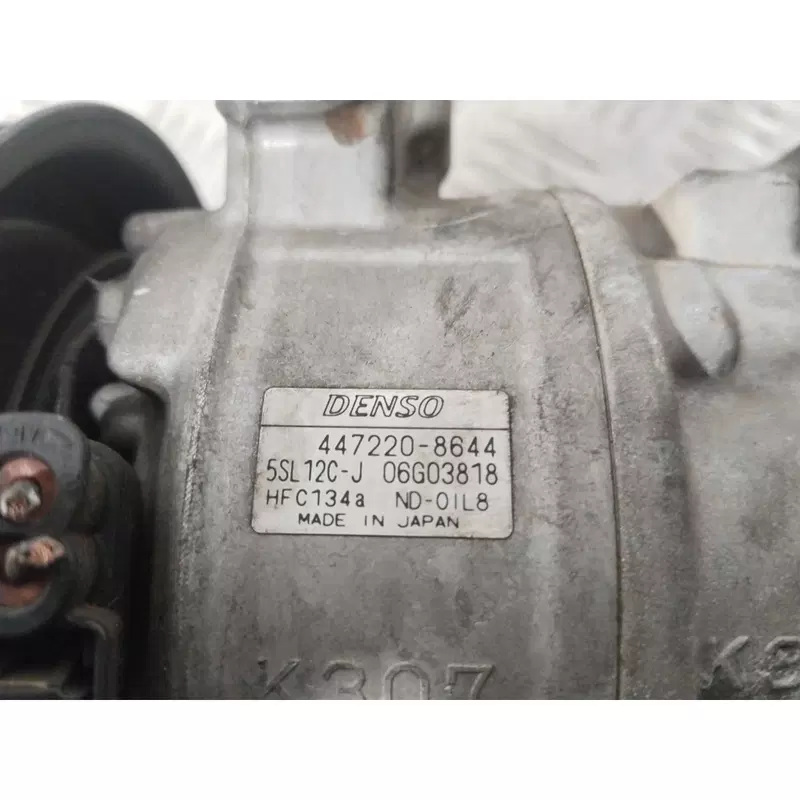 DENSO
447220-8644
5SL12C-J 06G03818
HFC134a ND-OIL8
MADE IN JAPAN
K307